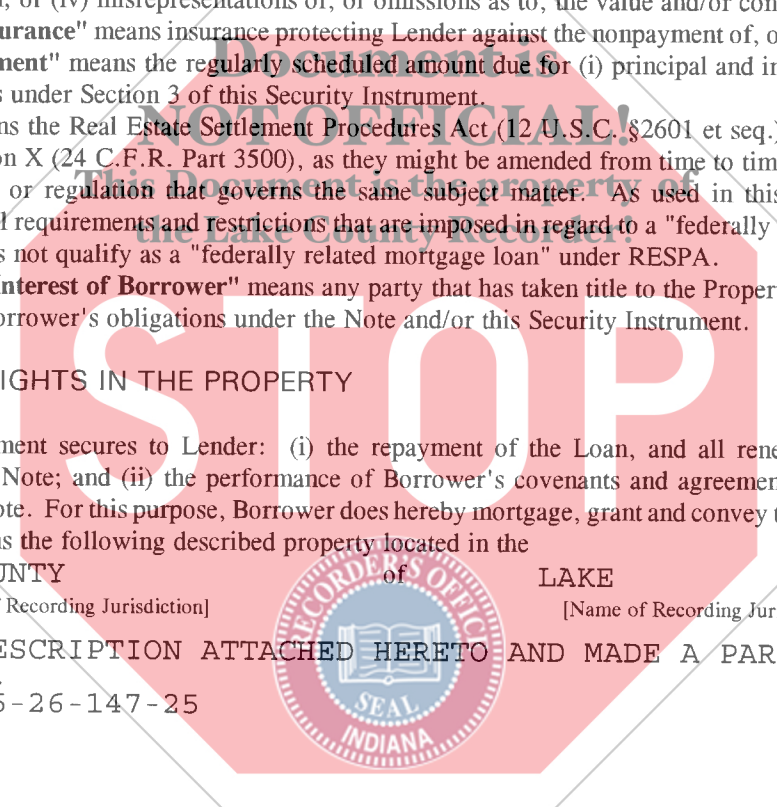 or (iv) misrepresentations of, or omissions as to, the value and/or con
urance" means insurance protecting Lender against the nonpayment of, o
ment" means the regularly scheduled amount due for (i) principal and in
s under Section 3 of this Security Instrument.
ns the Real Estate Settlement Procedures Act (12 U.S.C. §2601 et seq.)
on X (24 C.F.R. Part 3500), as they might be amended from time to tim
or regulation that governs the same subject matter. As used in this
l requirements and restrictions that are imposed in regard to a "federally
s not qualify as a "federally related mortgage loan" under RESPA.
nterest of Borrower" means any party that has taken title to the Propert
orrower's obligations under the Note and/or this Security Instrument.
IGHTS IN THE PROPERTY
ment secures to Lender: (i) the repayment of the Loan, and all rene
Note; and (ii) the performance of Borrower's covenants and agreemen
ote. For this purpose, Borrower does hereby mortgage, grant and convey t
s the following described property located in the
UNTY of LAKE
Recording Jurisdiction] [Name of Recording Jur
ESCRIPTION ATTACHED HERETO AND MADE A PAR
5-26-147-25
Document is
NOT OFFICIAL!
This Document is the property of
the Lake County Recorder!
STOP
RECORDER'S OFFICE
SEAL
INDIANA